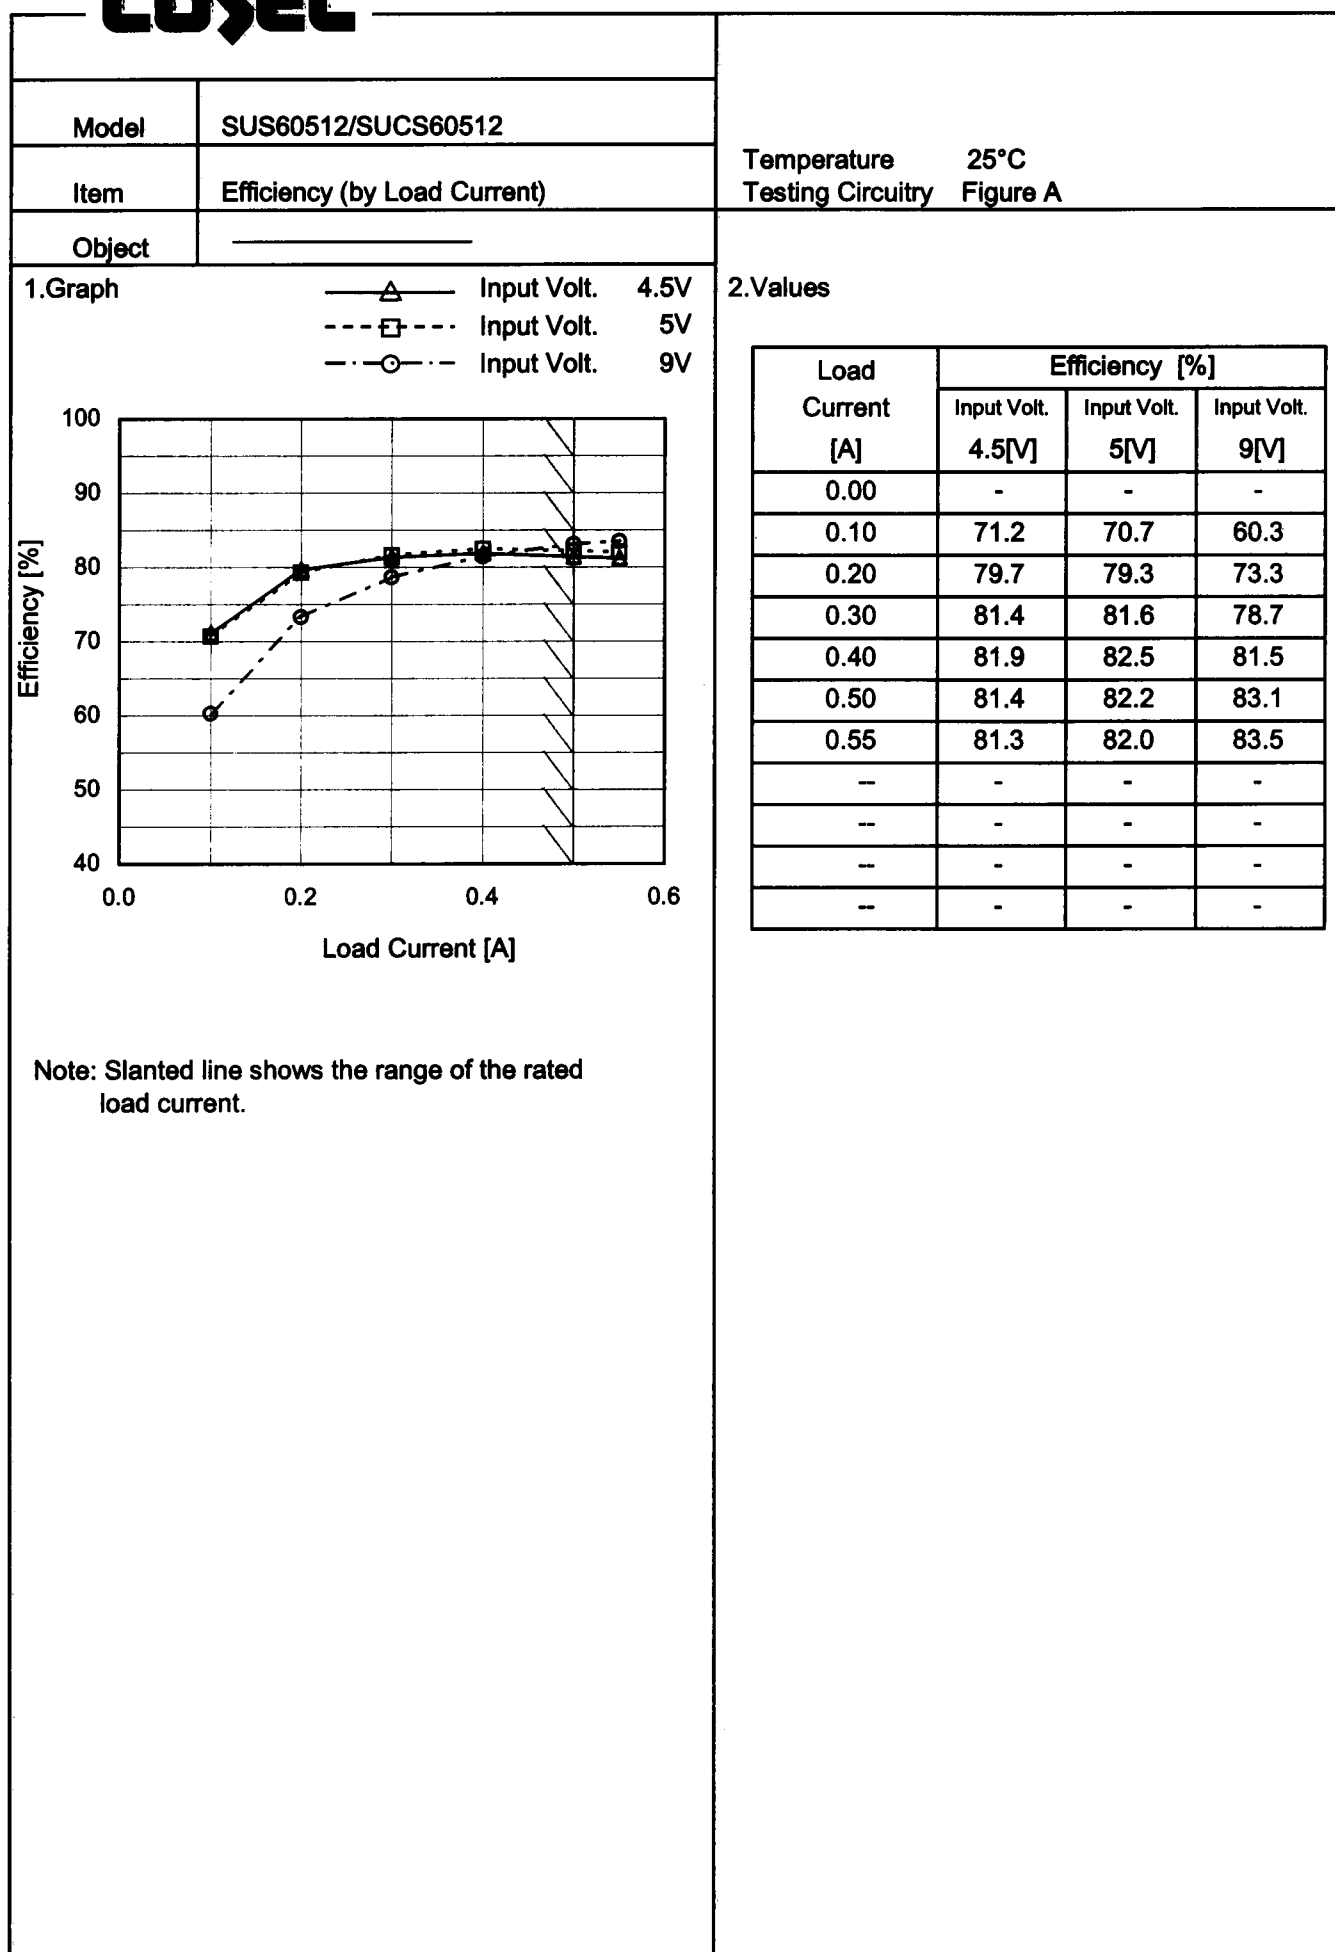 COSEL
Model SUS60512/SUCS60512
Item Efficiency (by Load Current)
Object
Temperature 25°C
Testing Circuitry Figure A
1.Graph
Input Volt. 4.5V
Input Volt. 5V
Input Volt. 9V
100
90
80
70
60
50
40
Efficiency [%]
0.0 0.2 0.4 0.6
Load Current [A]
Note: Slanted line shows the range of the rated
load current.
2.Values
Load Efficiency [%]
Current Input Volt. Input Volt. Input Volt.
[A] 4.5[V] 5[V] 9[V]
0.00 - - -
0.10 71.2 70.7 60.3
0.20 79.7 79.3 73.3
0.30 81.4 81.6 78.7
0.40 81.9 82.5 81.5
0.50 81.4 82.2 83.1
0.55 81.3 82.0 83.5
-- - - -
-- - - -
-- - - -
-- - - -